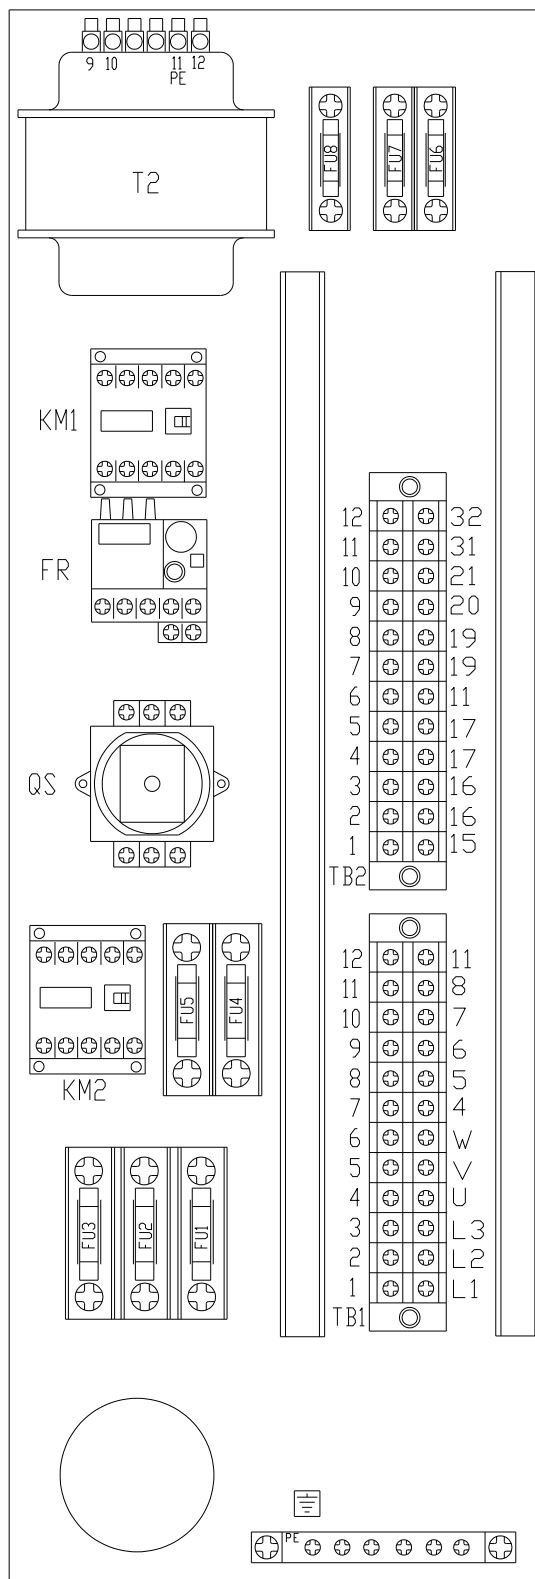 9 10 11 12
PE
T2
FU8 FU7 FU6
KM1
FR
QS
12 32
11 31
10 21
9 20
8 19
7 19
6 11
5 17
4 17
3 16
2 16
1 15
TB2
FU5 FU4
KM2
12 11
11 8
10 7
9 6
8 5
7 4
6 W
5 V
4 U
3 L3
2 L2
1 L1
TB1
FU3 FU2 FU1
PE